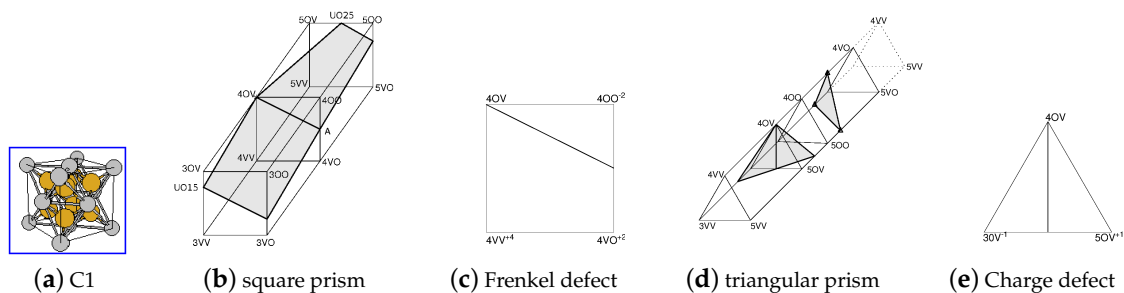 5OV UO25 5OO
5VV 5VO
4OV 4OO
A
4VV 4VO
3OV 3OO
UO15
3VV 3VO
4OV 4OO⁻²
4VV⁺⁴ 4VO⁺²
4VV
4VO 5VV
5VO
4OO
4OV 5OO
4VV 5OV
3VV 5VV
4OV
30V⁻¹ 5OV⁺¹
(a) C1 (b) square prism (c) Frenkel defect (d) triangular prism (e) Charge defect